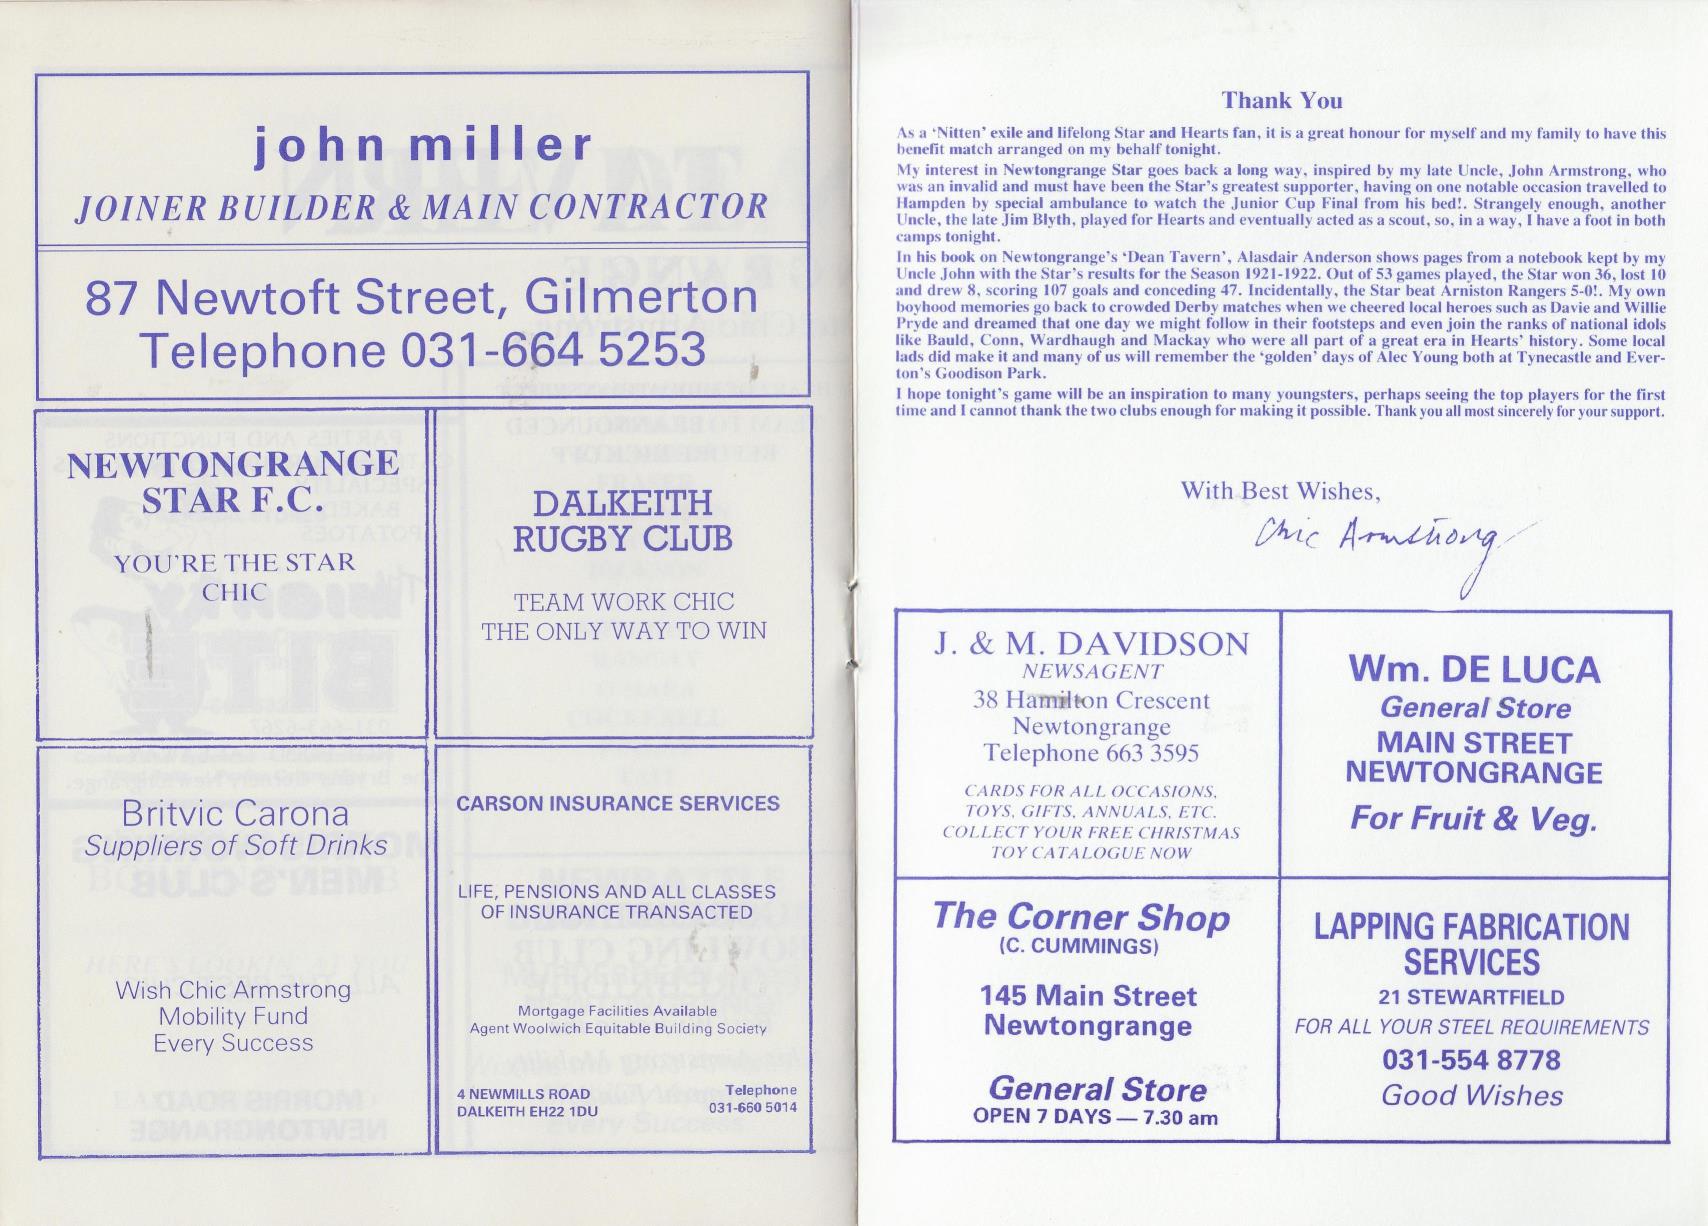 john miller
JOINER BUILDER & MAIN CONTRACTOR
87 Newtoft Street, Gilmerton
Telephone 031-664 5253
NEWTONGRANGE
STAR F.C.
YOU'RE THE STAR
CHIC
DALKEITH
RUGBY CLUB
TEAM WORK CHIC
THE ONLY WAY TO WIN
Britvic Carona
Suppliers of Soft Drinks
Wish Chic Armstrong
Mobility Fund
Every Success
CARSON INSURANCE SERVICES
LIFE, PENSIONS AND ALL CLASSES
OF INSURANCE TRANSACTED
Mortgage Facilities Available
Agent Woolwich Equitable Building Society
4 NEWMILLS ROAD
DALKEITH EH22 1DU
Telephone
031-660 5014
Thank You
As a ‘Nitten’ exile and lifelong Star and Hearts fan, it is a great honour for myself and my family to have this
benefit match arranged on my behalf tonight.
My interest in Newtongrange Star goes back a long way, inspired by my late Uncle, John Armstrong, who
was an invalid and must have been the Star’s greatest supporter, having on one notable occasion travelled to
Hampden by special ambulance to watch the Junior Cup Final from his bed!. Strangely enough, another
Uncle, the late Jim Blyth, played for Hearts and eventually acted as a scout, so, in a way, I have a foot in both
camps tonight.
In his book on Newtongrange’s ‘Dean Tavern’, Alasdair Anderson shows pages from a notebook kept by my
Uncle John with the Star’s results for the Season 1921-1922. Out of 53 games played, the Star won 36, lost 10
and drew 8, scoring 107 goals and conceding 47. Incidentally, the Star beat Arniston Rangers 5-0!. My own
boyhood memories go back to crowded Derby matches when we cheered local heroes such as Davie and Willie
Pryde and dreamed that one day we might follow in their footsteps and even join the ranks of national idols
like Bauld, Conn, Wardhaugh and Mackay who were all part of a great era in Hearts’ history. Some local
lads did make it and many of us will remember the ‘golden’ days of Alec Young both at Tynecastle and Ever-
ton’s Goodison Park.
I hope tonight’s game will be an inspiration to many youngsters, perhaps seeing the top players for the first
time and I cannot thank the two clubs enough for making it possible. Thank you all most sincerely for your support.
With Best Wishes,
Chic Armstrong
J. & M. DAVIDSON
NEWSAGENT
38 Hamilton Crescent
Newtongrange
Telephone 663 3595
CARDS FOR ALL OCCASIONS,
TOYS, GIFTS, ANNUALS, ETC.
COLLECT YOUR FREE CHRISTMAS
TOY CATALOGUE NOW
Wm. DE LUCA
General Store
MAIN STREET
NEWTONGRANGE
For Fruit & Veg.
The Corner Shop
(C. CUMMINGS)
145 Main Street
Newtongrange
General Store
OPEN 7 DAYS — 7.30 am
LAPPING FABRICATION
SERVICES
21 STEWARTFIELD
FOR ALL YOUR STEEL REQUIREMENTS
031-554 8778
Good Wishes